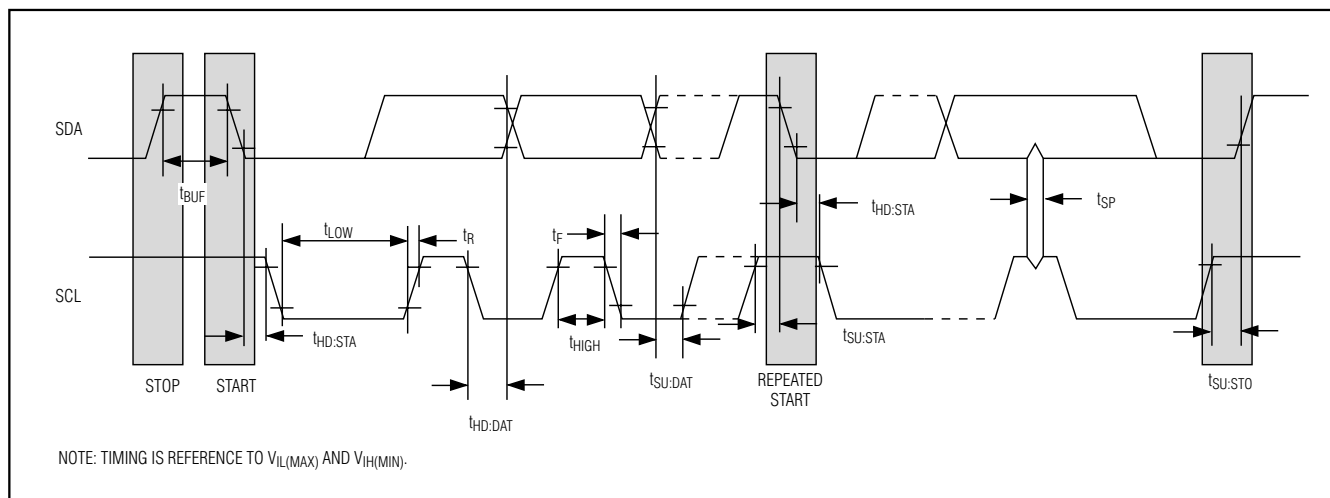 SDA
tBUF
tLOW
tR
tF
tHD:STA
tSP
SCL
tHD:STA
tHIGH
tSU:STA
tSU:DAT
tSU:STO
STOP
START
REPEATED
START
tHD:DAT
NOTE: TIMING IS REFERENCE TO VIL(MAX) AND VIH(MIN).